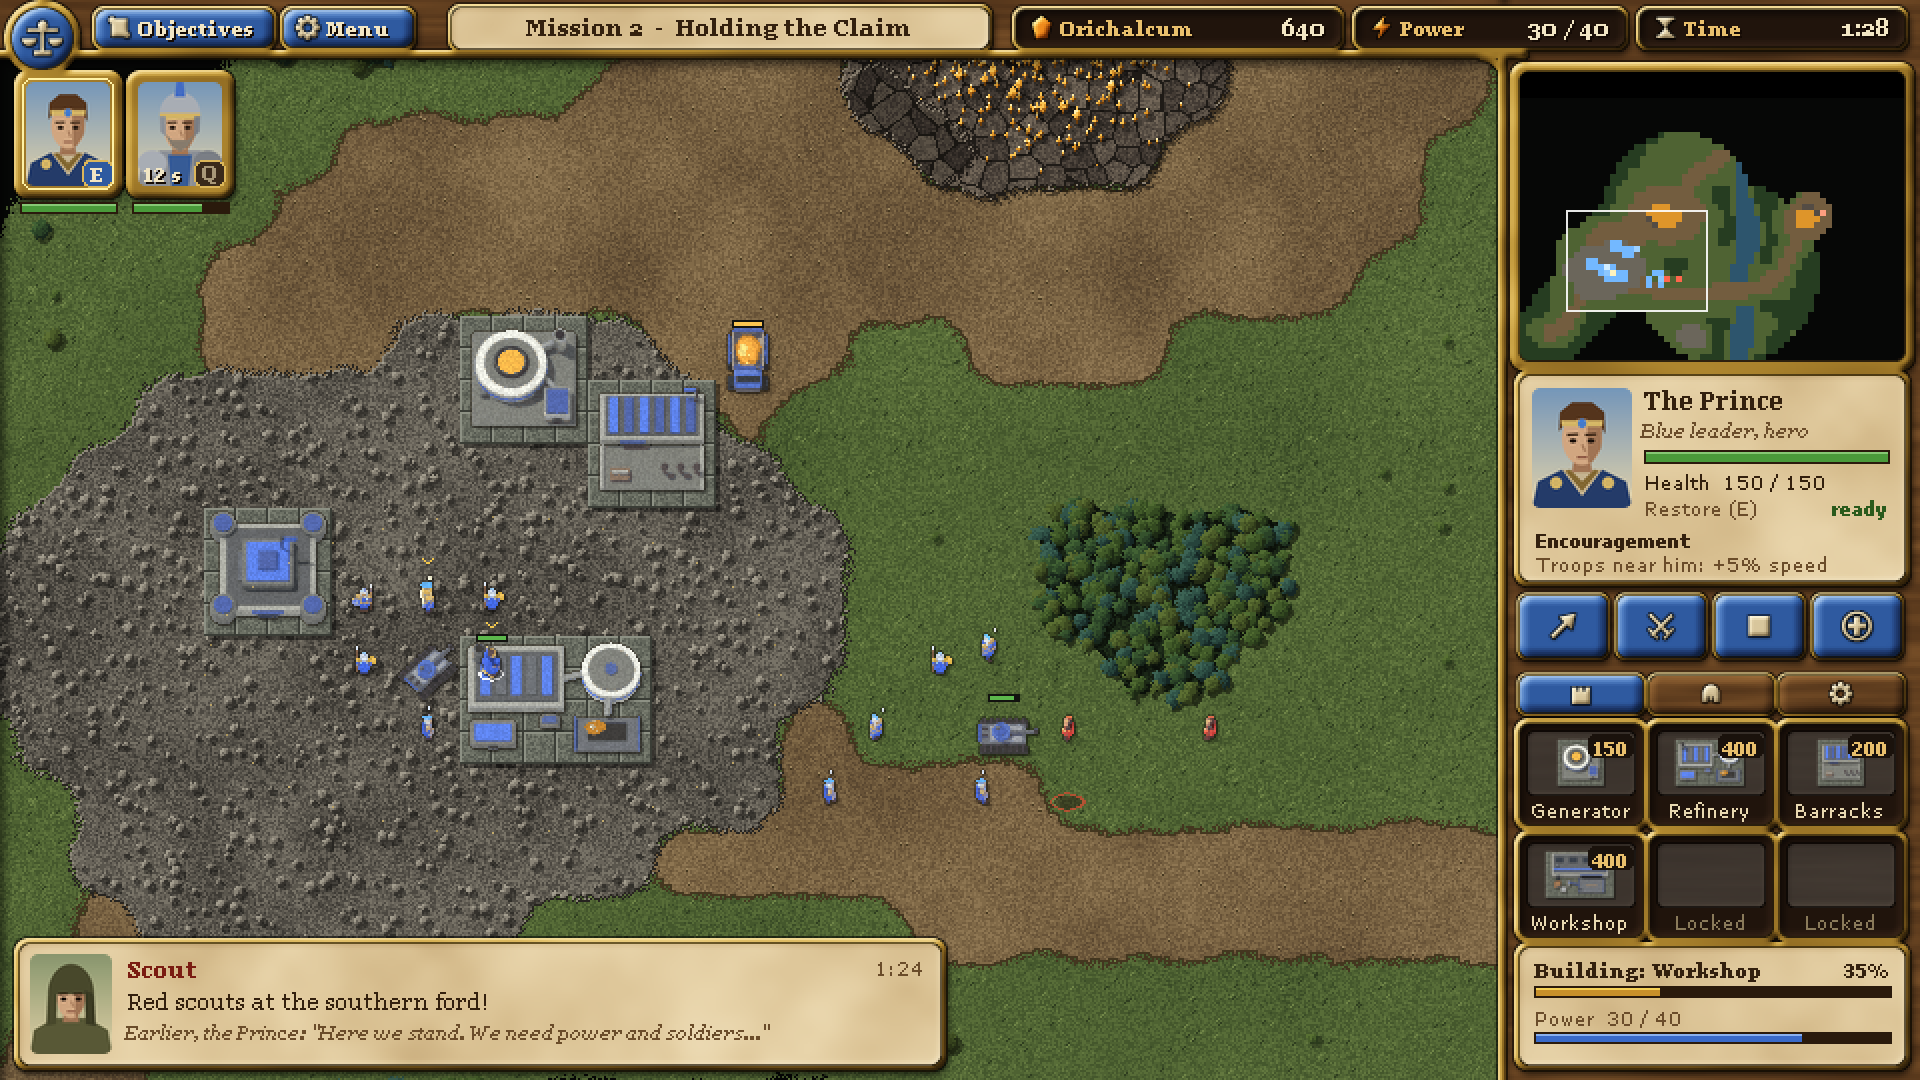 Objectives
Menu
Mission 2 - Holding the Claim
Orichalcum 640
Power 30 / 40
Time 1:28
E
12 s Q
The Prince
Blue leader, hero
Health 150 / 150
Restore (E) ready
Encouragement
Troops near him: +5% speed
150 400 200
Generator Refinery Barracks
400
Workshop Locked Locked
Building: Workshop 35%
Power 30 / 40
Scout 1:24
Red scouts at the southern ford!
Earlier, the Prince: "Here we stand. We need power and soldiers..."